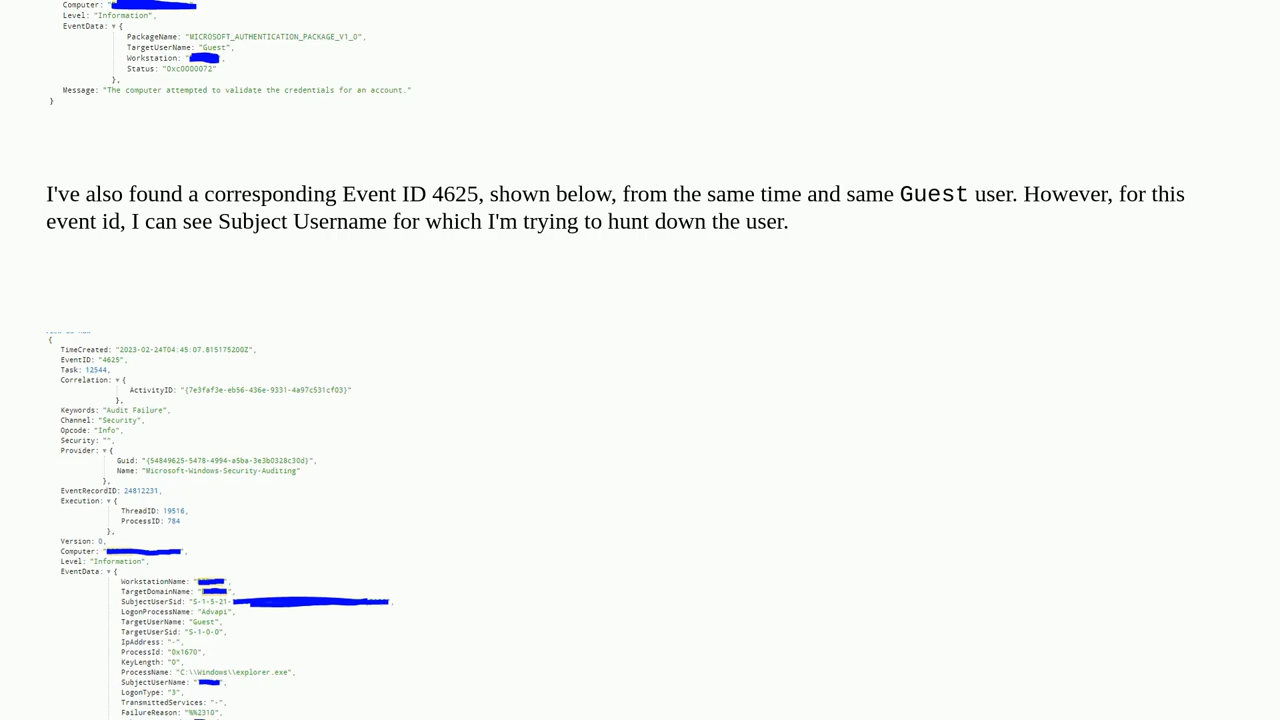 Computer: "
Level: "Information",
EventData: ▾ {
PackageName: "MICROSOFT_AUTHENTICATION_PACKAGE_V1_0",
TargetUserName: "Guest",
Workstation: " ",
Status: "0xc0000072"
},
Message: "The computer attempted to validate the credentials for an account."
}
I've also found a corresponding Event ID 4625, shown below, from the same time and same Guest user. However, for this
event id, I can see Subject Username for which I'm trying to hunt down the user.
{
TimeCreated: "2023-02-24T04:45:07.815175200Z",
EventID: "4625",
Task: 12544,
Correlation: ▾ {
ActivityID: "{7e3faf3e-eb56-436e-9331-4a97c531cf03}"
},
Keywords: "Audit Failure",
Channel: "Security",
Opcode: "Info",
Security: "",
Provider: ▾ {
Guid: "{54849625-5478-4994-a5ba-3e3b0328c30d}",
Name: "Microsoft-Windows-Security-Auditing"
},
EventRecordID: 24812231,
Execution: ▾ {
ThreadID: 19516,
ProcessID: 784
},
Version: 0,
Computer: " ",
Level: "Information",
EventData: ▾ {
WorkstationName: " ",
TargetDomainName: " ",
SubjectUserSid: "S-1-5-21- ",
LogonProcessName: "Advapi",
TargetUserName: "Guest",
TargetUserSid: "S-1-0-0",
IpAddress: "-",
ProcessId: "0x1670",
KeyLength: "0",
ProcessName: "C:\\Windows\\explorer.exe",
SubjectUserName: " ",
LogonType: "3",
TransmittedServices: "-",
FailureReason: "%%2310",